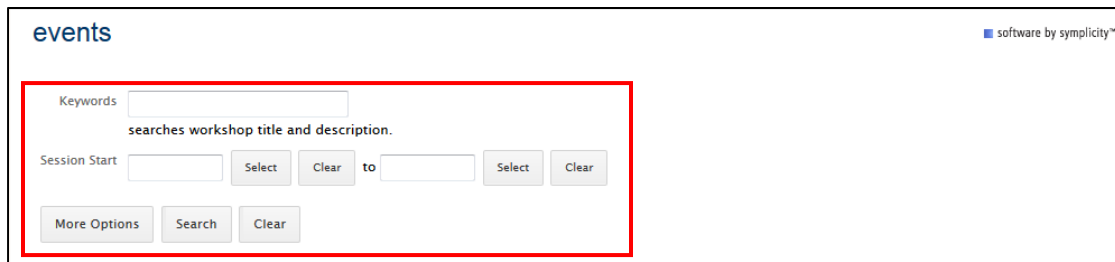 events
software by symplicity™
Keywords
searches workshop title and description.
Session Start Select Clear to Select Clear
More Options Search Clear